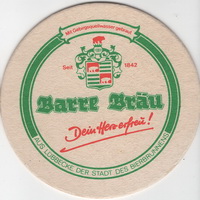 Mit Gebirgsquellwasser gebraut
Seit 1842
Barre Bräu
Dein Herz erfreu!
AUS LÜBBECKE DER STADT DES BIERBRUNNENS